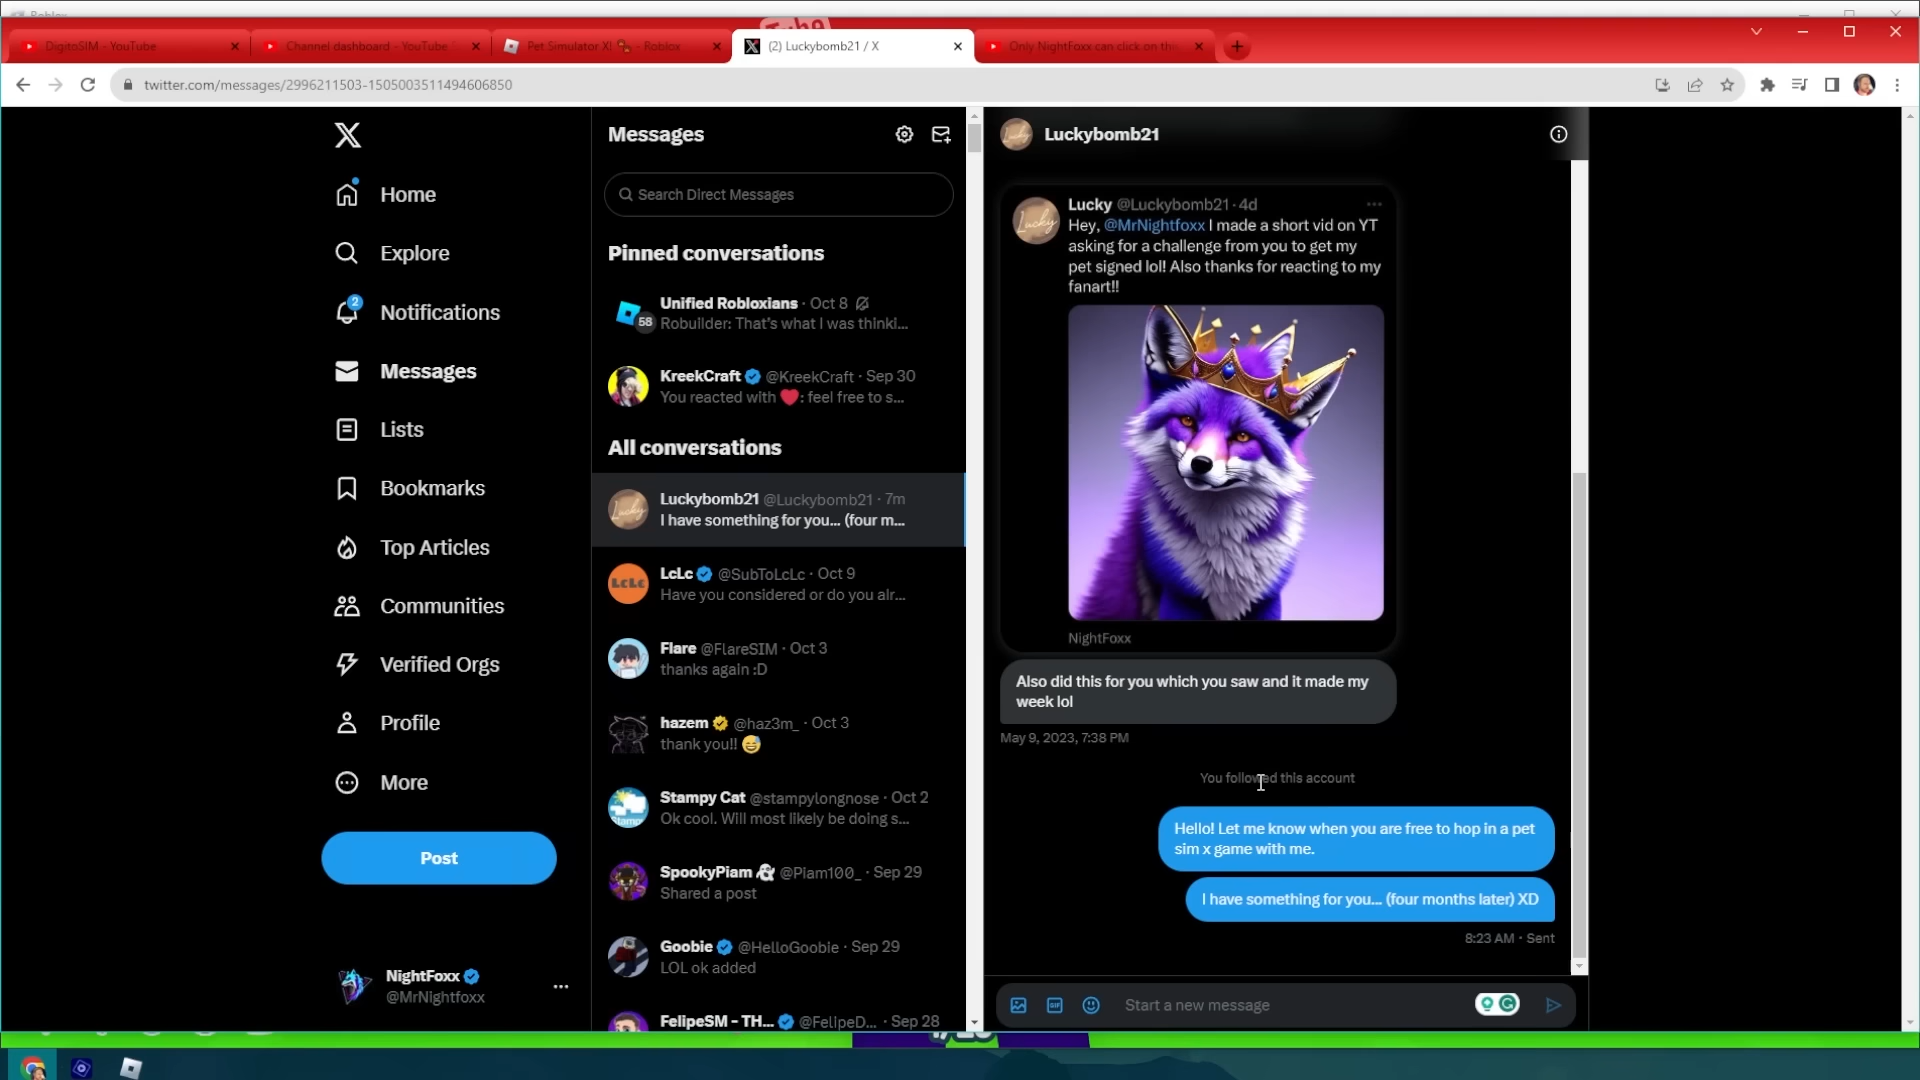 Roblox
DigitoSIM - YouTube
Channel dashboard - YouTube S
Pet Simulator X! 🐾 - Roblox
(2) Luckybomb21 / X
Only NightFoxx can click on th
twitter.com/messages/2996211503-1505003511494606850
Home
Explore
2
Notifications
Messages
Lists
Bookmarks
Top Articles
Communities
Verified Orgs
Profile
More
Post
NightFoxx
@MrNightfoxx
Messages
Search Direct Messages
Pinned conversations
58
Unified Robloxians · Oct 8
Robuilder: That's what I was thinki...
KreekCraft @KreekCraft · Sep 30
You reacted with ❤️: feel free to s...
All conversations
Lucky
Luckybomb21 @Luckybomb21 · 7m
I have something for you... (four m...
LcLc
LcLc @SubToLcLc · Oct 9
Have you considered or do you alr...
Flare @FlareSIM · Oct 3
thanks again :D
hazem @haz3m_ · Oct 3
thank you!! 😅
Stampy Cat @stampylongnose · Oct 2
Ok cool. Will most likely be doing s...
SpookyPiam 👻 @Piam100_ · Sep 29
Shared a post
Goobie @HelloGoobie · Sep 29
LOL ok added
FelipeSM - TH... @FelipeD... · Sep 28
Luckybomb21
Lucky
Lucky @Luckybomb21 · 4d
Hey, @MrNightfoxx I made a short vid on YT
asking for a challenge from you to get my
pet signed lol! Also thanks for reacting to my
fanart!!
NightFoxx
Also did this for you which you saw and it made my
week lol
May 9, 2023, 7:38 PM
You followed this account
Hello! Let me know when you are free to hop in a pet
sim x game with me.
I have something for you... (four months later) XD
8:23 AM · Sent
GIF
Start a new message